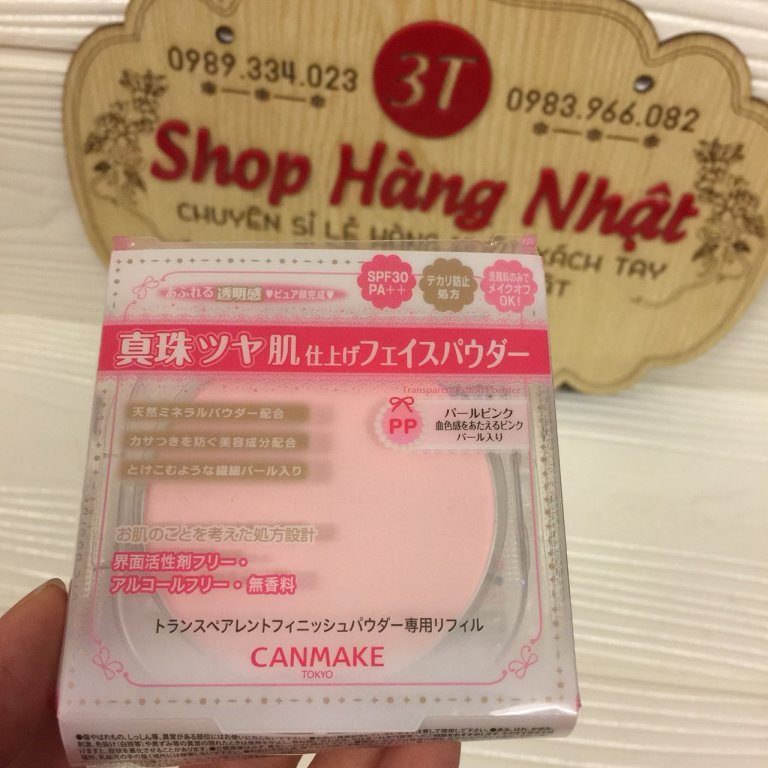 0989.334.023
3T
0983.966.082
Shop Hàng Nhật
CHUYÊN SỈ LẺ HÀNG
XÁCH TAY
あふれる透明感♥ピュア顔完成♥
SPF30
PA++
テカリ防止
処方
洗顔料のみで
メイクオフ
OK!
真珠ツヤ肌仕上げフェイスパウダー
Transparent Finish Powder
天然ミネラルパウダー配合
カサつきを防ぐ美容成分配合
とけこむような繊細パール入り
PP
パールピンク
血色感をあたえるピンク
パール入り
お肌のことを考えた処方設計
界面活性剤フリー・
アルコールフリー・無香料
トランスペアレントフィニッシュパウダー専用リフィル
CANMAKE
TOKYO